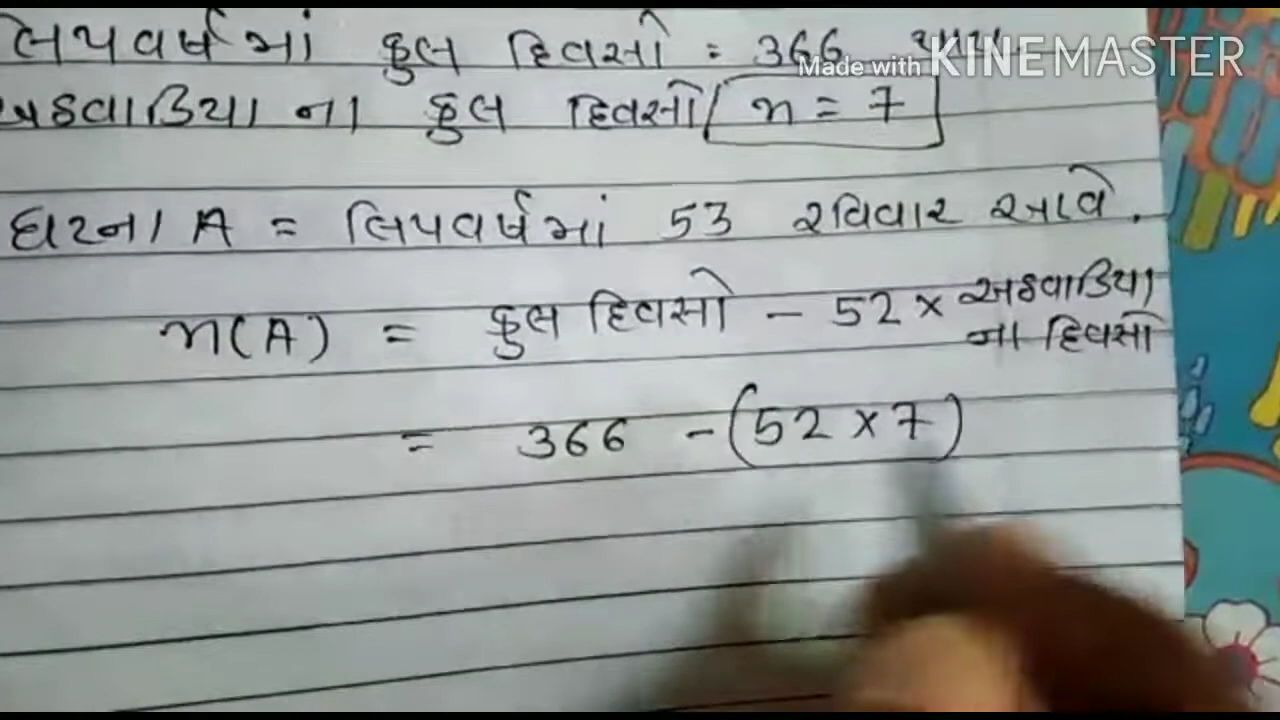 લિપવર્ષમાં કુલ દિવસો = 366
Made with KINEMASTER
અઠવાડિયા ના કુલ દિવસો n = 7
ઘટના A = લિપવર્ષમાં 53 રવિવાર આવે.
n(A) = કુલ દિવસો - 52 × અઠવાડિયા
ના દિવસો
= 366 - (52 × 7)